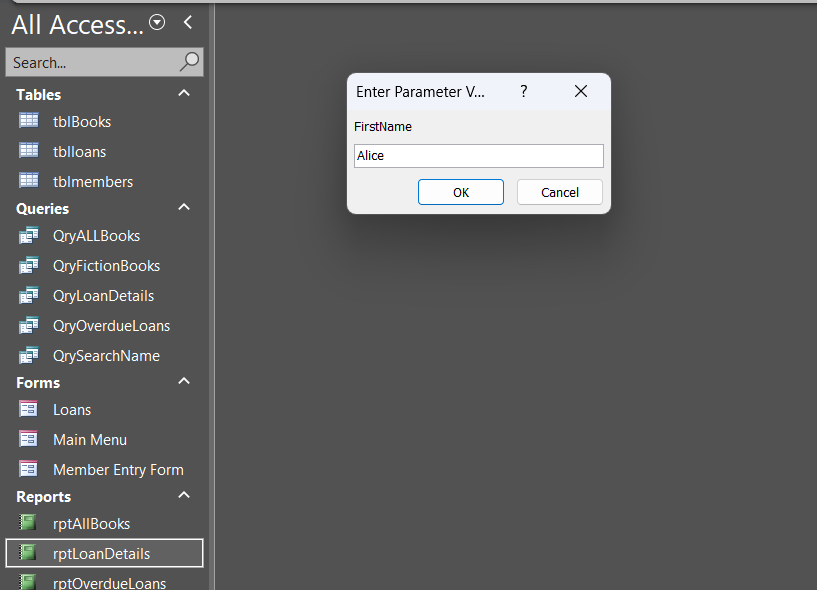 All Access...
Search...
Tables
tblBooks
tblloans
tblmembers
Queries
QryALLBooks
QryFictionBooks
QryLoanDetails
QryOverdueLoans
QrySearchName
Forms
Loans
Main Menu
Member Entry Form
Reports
rptAllBooks
rptLoanDetails
rptOverdueLoans
Enter Parameter V... ?
FirstName
Alice
OK Cancel